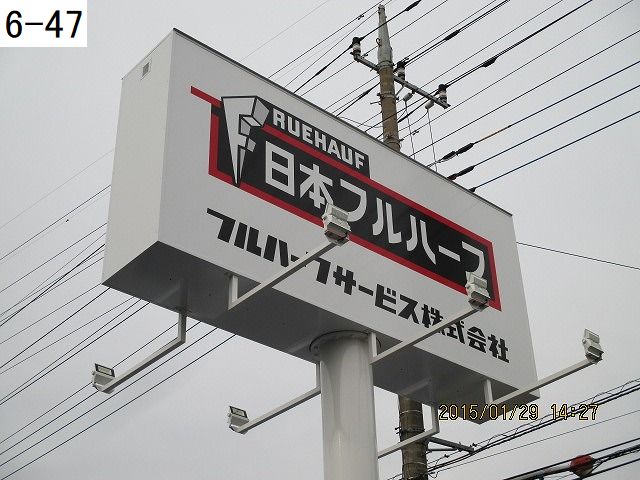 6-47
RUEHAUF
日本フルハーフ
フルハーフサービス株式会社
2015/01/29 14:27